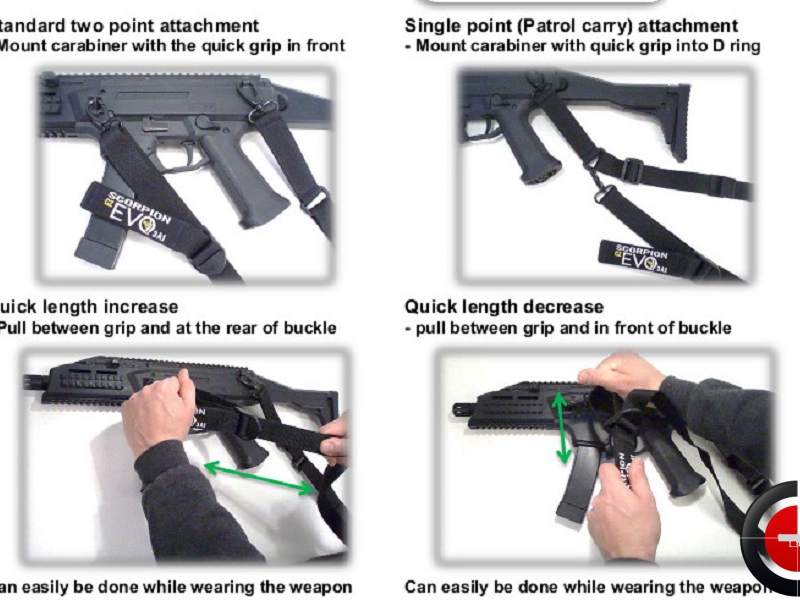 tandard two point attachment
Mount carabiner with the quick grip in front
Single point (Patrol carry) attachment
- Mount carabiner with quick grip into D ring
SCORPION
EVO
3A1
SCORPION
EVO
3A1
uick length increase
Pull between grip and at the rear of buckle
Quick length decrease
- pull between grip and in front of buckle
3A1
an easily be done while wearing the weapon
Can easily be done while wearing the weapon